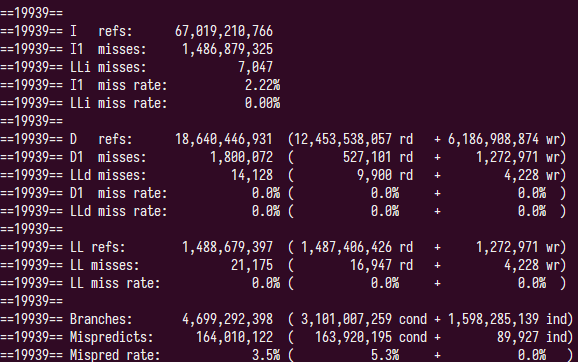 ==19939==
==19939== I   refs:      67,019,210,766
==19939== I1  misses:     1,486,879,325
==19939== LLi misses:             7,047
==19939== I1  miss rate:           2.22%
==19939== LLi miss rate:           0.00%
==19939==
==19939== D   refs:      18,640,446,931  (12,453,538,057 rd   + 6,186,908,874 wr)
==19939== D1  misses:         1,800,072  (       527,101 rd   +     1,272,971 wr)
==19939== LLd misses:            14,128  (         9,900 rd   +         4,228 wr)
==19939== D1  miss rate:            0.0% (           0.0%     +           0.0%  )
==19939== LLd miss rate:            0.0% (           0.0%     +           0.0%  )
==19939==
==19939== LL refs:        1,488,679,397  ( 1,487,406,426 rd   +     1,272,971 wr)
==19939== LL misses:             21,175  (        16,947 rd   +         4,228 wr)
==19939== LL miss rate:             0.0% (           0.0%     +           0.0%  )
==19939==
==19939== Branches:       4,699,292,398  ( 3,101,007,259 cond + 1,598,285,139 ind)
==19939== Mispredicts:      164,010,122  (   163,920,195 cond +        89,927 ind)
==19939== Mispred rate:             3.5% (           5.3%     +           0.0%   )